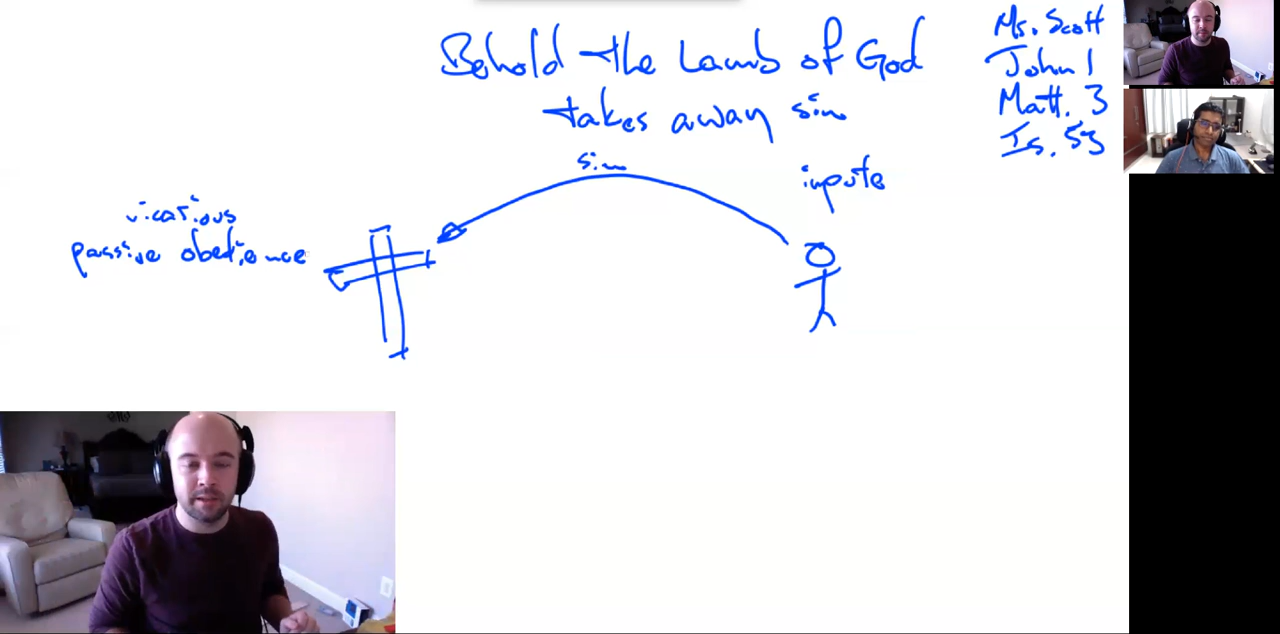 Behold the Lamb of God
takes away sin
Ms. Scott
John 1
Matt. 3
Is. 53
sin
impute
vicarious
passive obedience